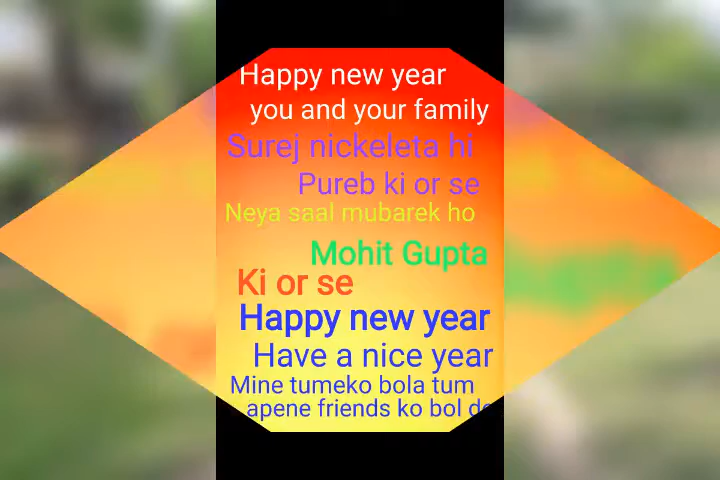 Happy new year
you and your family
Surej nickeleta hi
Pureb ki or se
Neya saal mubarek ho
Mohit Gupta
Ki or se
Happy new year
Have a nice year
Mine tumeko bola tum
apene friends ko bol do